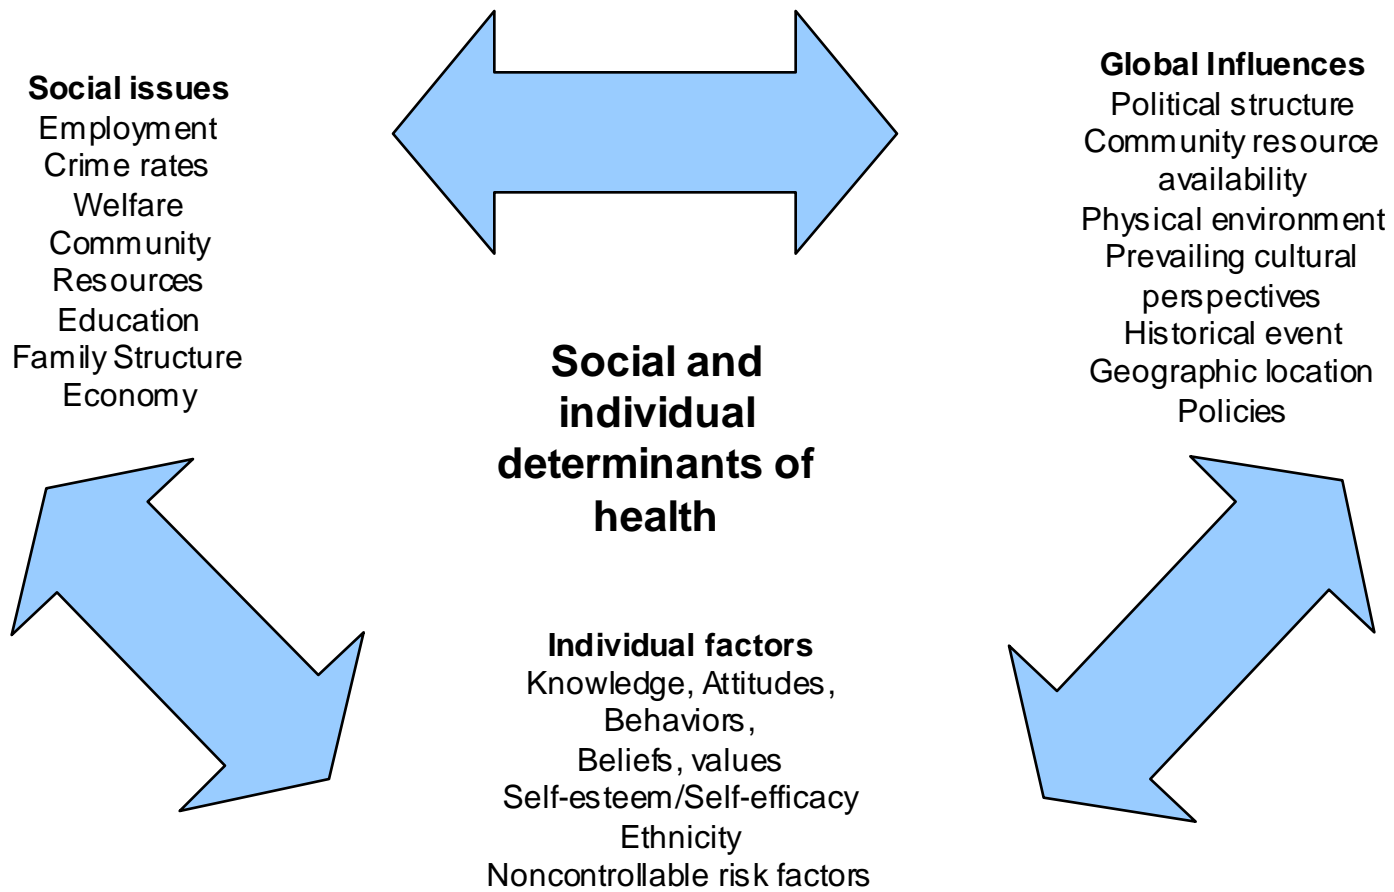 Social issues
Employment
Crime rates
Welfare
Community
Resources
Education
Family Structure
Economy
Global Influences
Political structure
Community resource
availability
Physical environment
Prevailing cultural
perspectives
Historical event
Geographic location
Policies
Social and
individual
determinants of
health
Individual factors
Knowledge, Attitudes,
Behaviors,
Beliefs, values
Self-esteem/Self-efficacy
Ethnicity
Noncontrollable risk factors